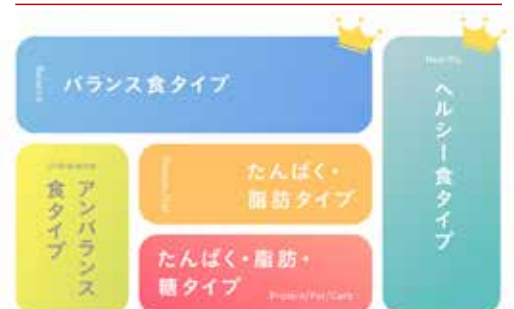 バランス食タイプ
Healthy
ヘルシー食タイプ
アンバランス
食タイプ
たんぱく・
脂肪タイプ
たんぱく・脂肪・
糖タイプ
Protein/Fat/Carb